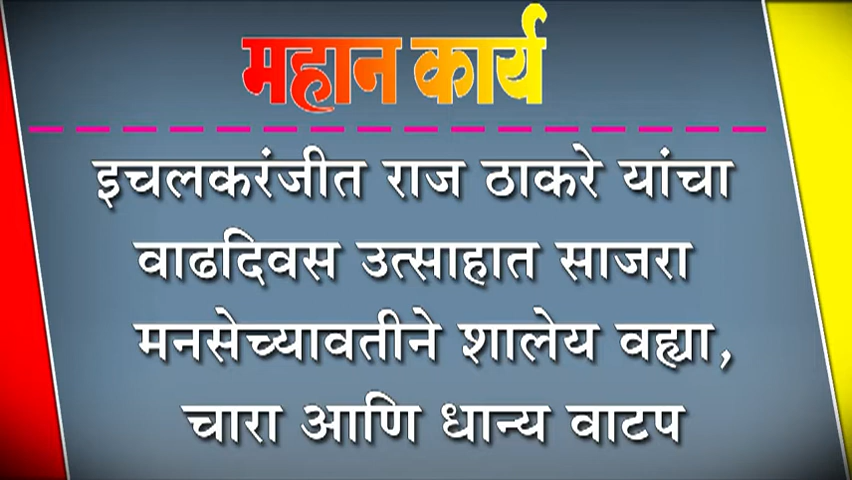 महान कार्य
इचलकरंजीत राज ठाकरे यांचा
वाढदिवस उत्साहात साजरा
मनसेच्यावतीने शालेय वह्या,
चारा आणि धान्य वाटप